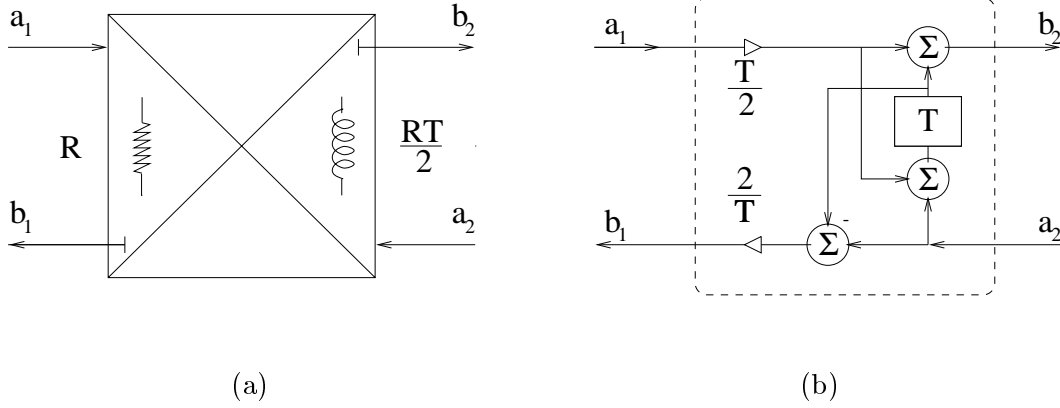 a₁
b₂
R
RT
2
b₁
a₂
(a)
a₁
Σ
b₂
T
2
T
2
T
Σ
-
b₁
Σ
a₂
(b)